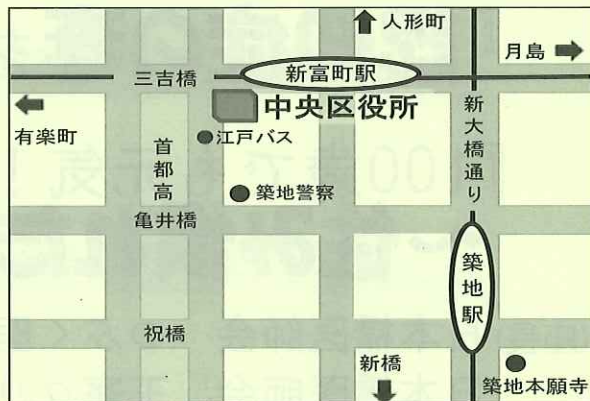 人形町
月島
新富町駅
三吉橋
中央区役所
有楽町
江戸バス
首都高
新大橋通り
築地警察
亀井橋
築地駅
祝橋
新橋
築地本願寺